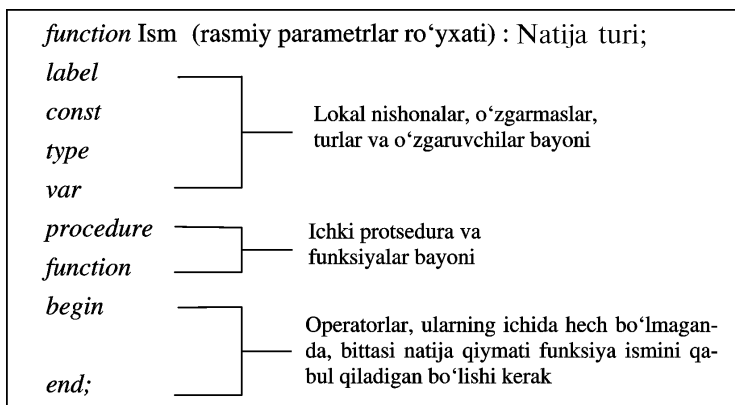 function Ism (rasmiy parametrlar ro‘yxati) : Natija turi;
label
const
type
var
Lokal nishonalar, o‘zgarmaslar,
turlar va o‘zgaruvchilar bayoni
procedure
function
Ichki protsedura va
funksiyalar bayoni
begin
end;
Operatorlar, ularning ichida hech bo‘lmagan-
da, bittasi natija qiymati funksiya ismini qa-
bul qiladigan bo‘lishi kerak